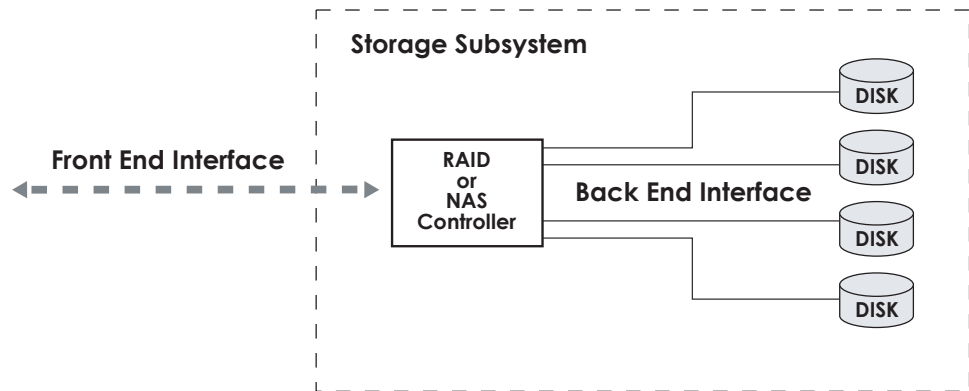 Storage Subsystem
DISK
Front End Interface
RAID
or
NAS
Controller
DISK
Back End Interface
DISK
DISK